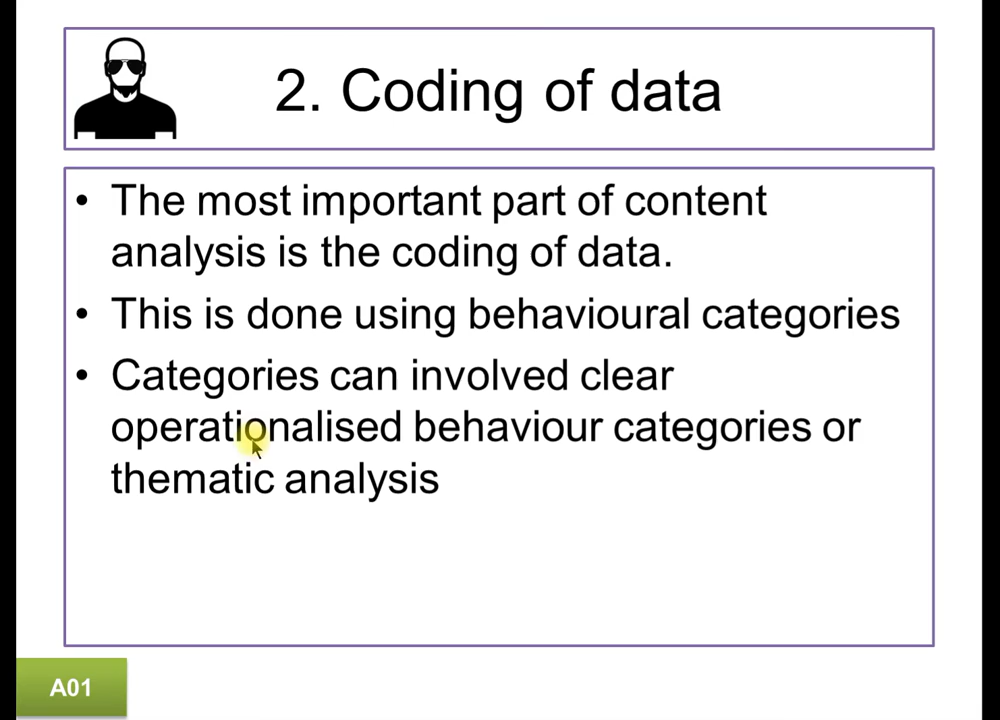 2. Coding of data
• The most important part of content
analysis is the coding of data.
• This is done using behavioural categories
• Categories can involved clear
operationalised behaviour categories or
thematic analysis
A01